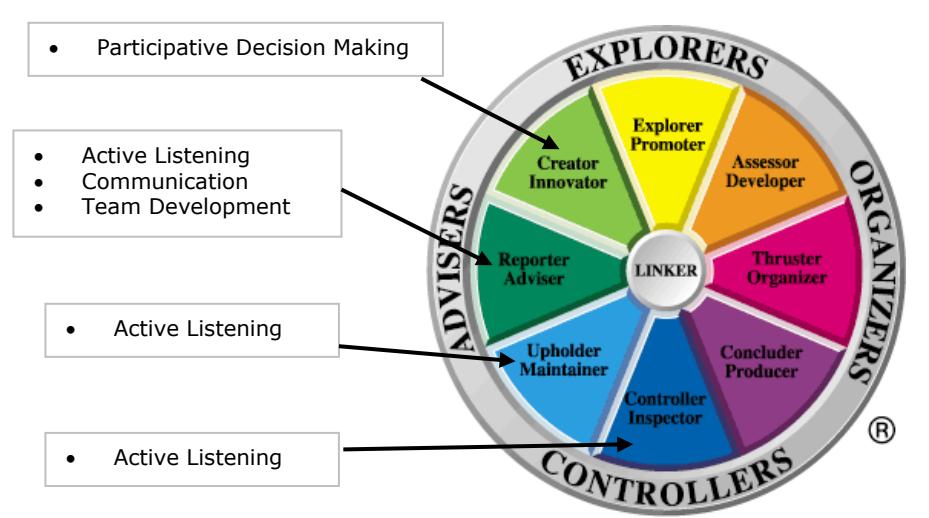 • Participative Decision Making
• Active Listening
• Communication
• Team Development
• Active Listening
• Active Listening
EXPLORERS
ORGANIZERS
CONTROLLERS
ADVISERS
Explorer
Promoter
Assessor
Developer
Thruster
Organizer
Concluder
Producer
Controller
Inspector
Upholder
Maintainer
Reporter
Adviser
Creator
Innovator
LINKER
®